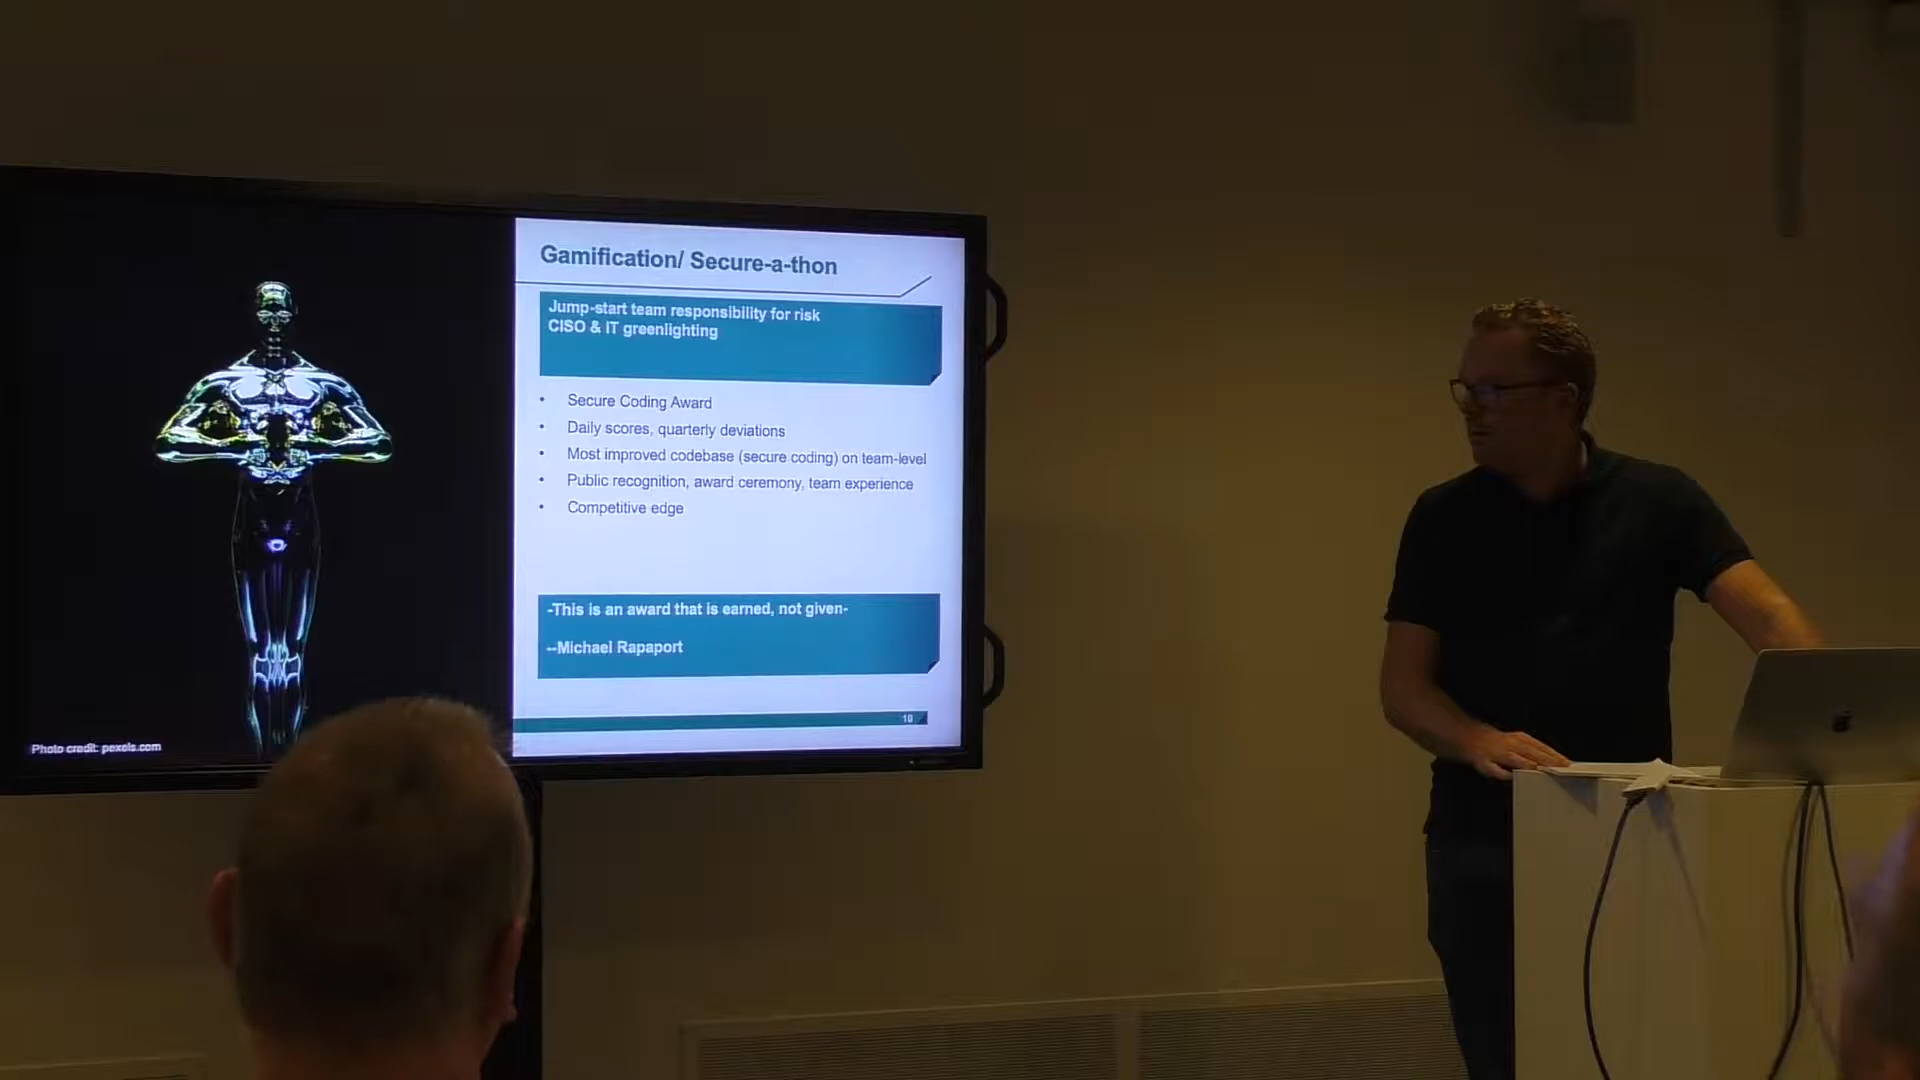 Gamification/ Secure-a-thon
Jump-start team responsibility for risk
CISO & IT greenlighting
• Secure Coding Award
• Daily scores, quarterly deviations
• Most improved codebase (secure coding) on team-level
• Public recognition, award ceremony, team experience
• Competitive edge
-This is an award that is earned, not given-
--Michael Rapaport
10
Photo credit: pexels.com